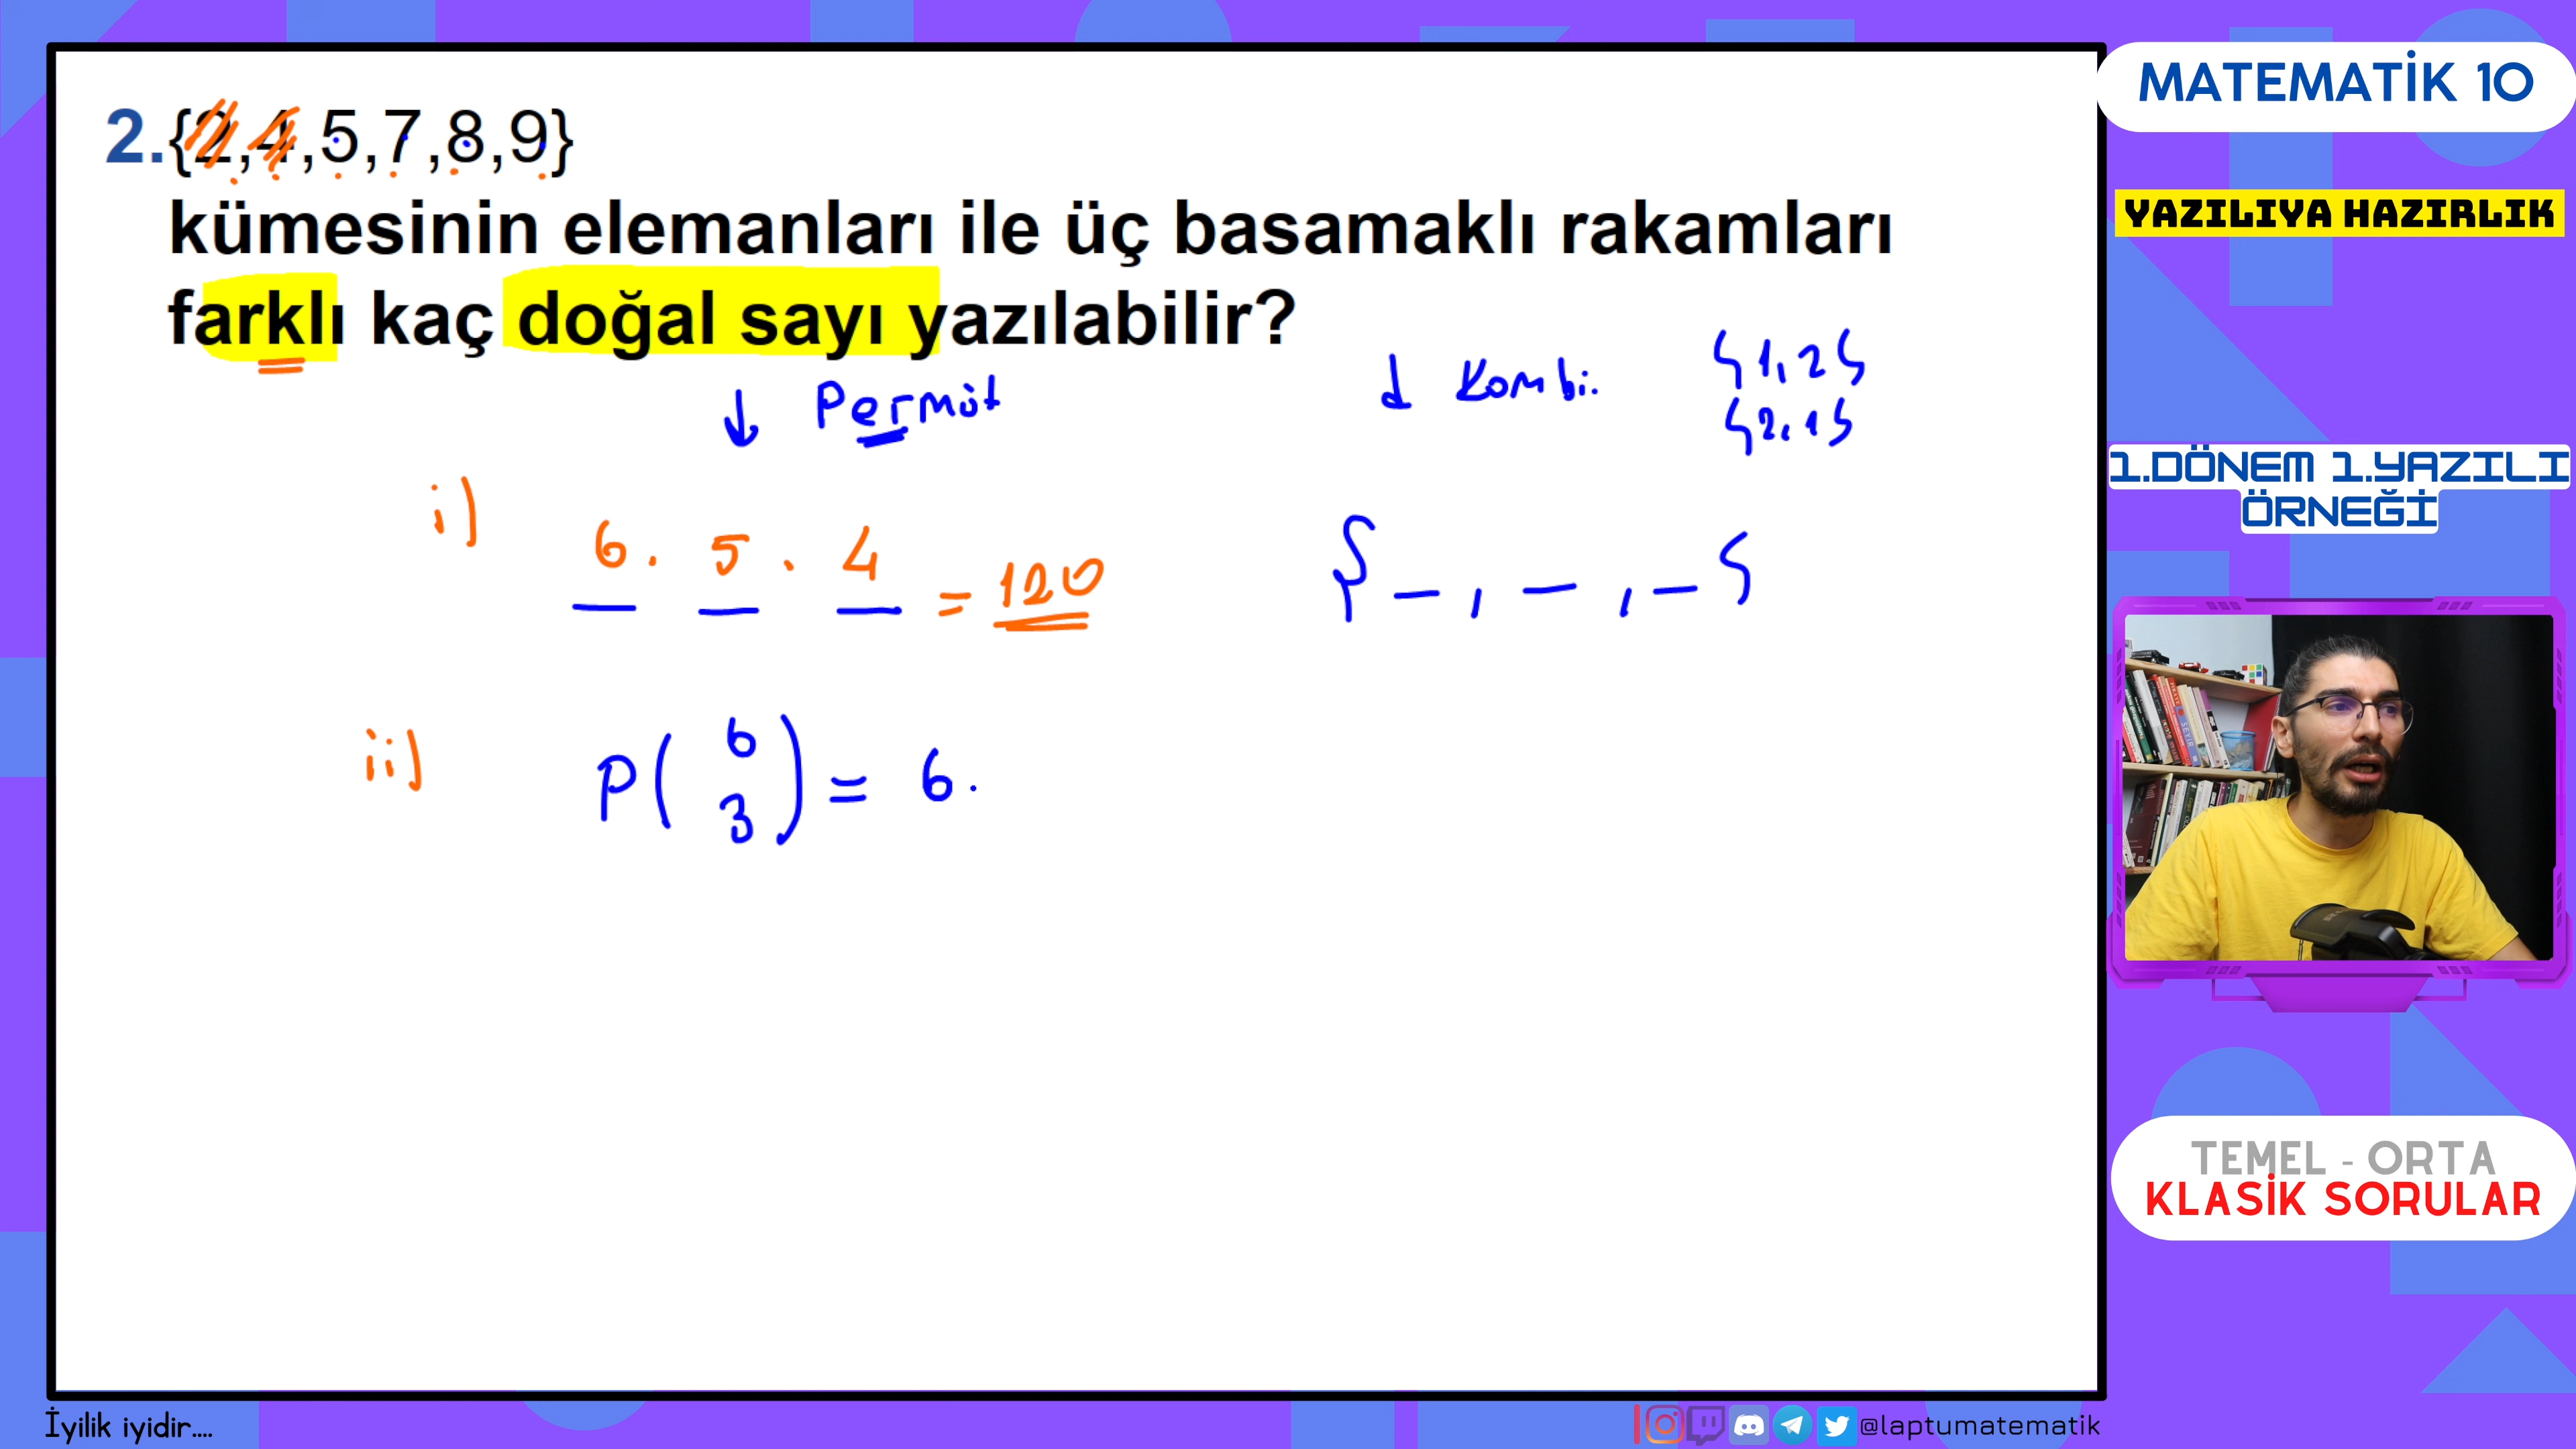 MATEMATİK 10
YAZILIYA HAZIRLIK
1.DÖNEM 1.YAZILI
ÖRNEĞİ
2.{2,4,5,7,8,9}
kümesinin elemanları ile üç basamaklı rakamları
farklı kaç doğal sayı yazılabilir?
↓ Permüt
↓ Kombi.
{1,2}
{2,1}
i) 6 . 5 . 4 = 120
{ _ , _ , _ }
ii) P(6 3) = 6.
TEMEL - ORTA
KLASİK SORULAR
İyilik iyidir....
@laptumatematik